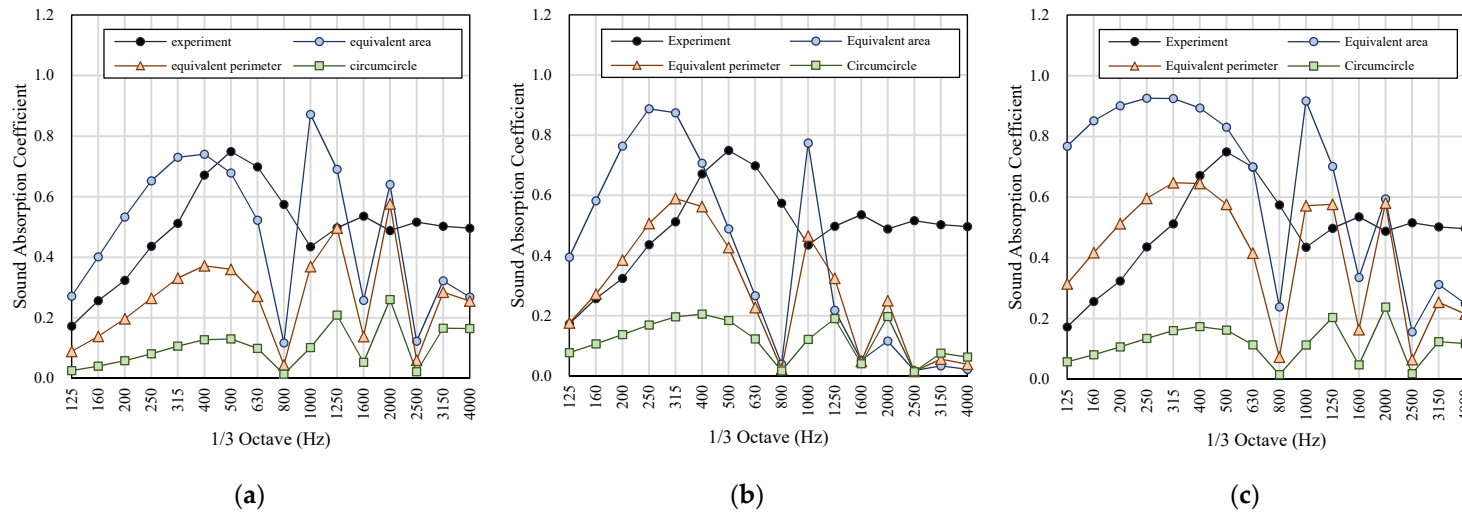 1.2
1.0
0.8
0.6
0.4
0.2
0.0
Sound Absorption Coefficient
experiment equivalent area
equivalent perimeter circumcircle
125 160 200 250 315 400 500 630 800 1000 1250 1600 2000 2500 3150 4000
1/3 Octave (Hz)
(a)
1.2
1.0
0.8
0.6
0.4
0.2
0.0
Sound Absorption Coefficient
Experiment Equivalent area
Equivalent perimeter Circumcircle
125 160 200 250 315 400 500 630 800 1000 1250 1600 2000 2500 3150 4000
1/3 Octave (Hz)
(b)
1.2
1.0
0.8
0.6
0.4
0.2
0.0
Sound Absorption Coefficient
Experiment Equivalent area
Equivalent perimeter Circumcircle
125 160 200 250 315 400 500 630 800 1000 1250 1600 2000 2500 3150 4000
1/3 Octave (Hz)
(c)